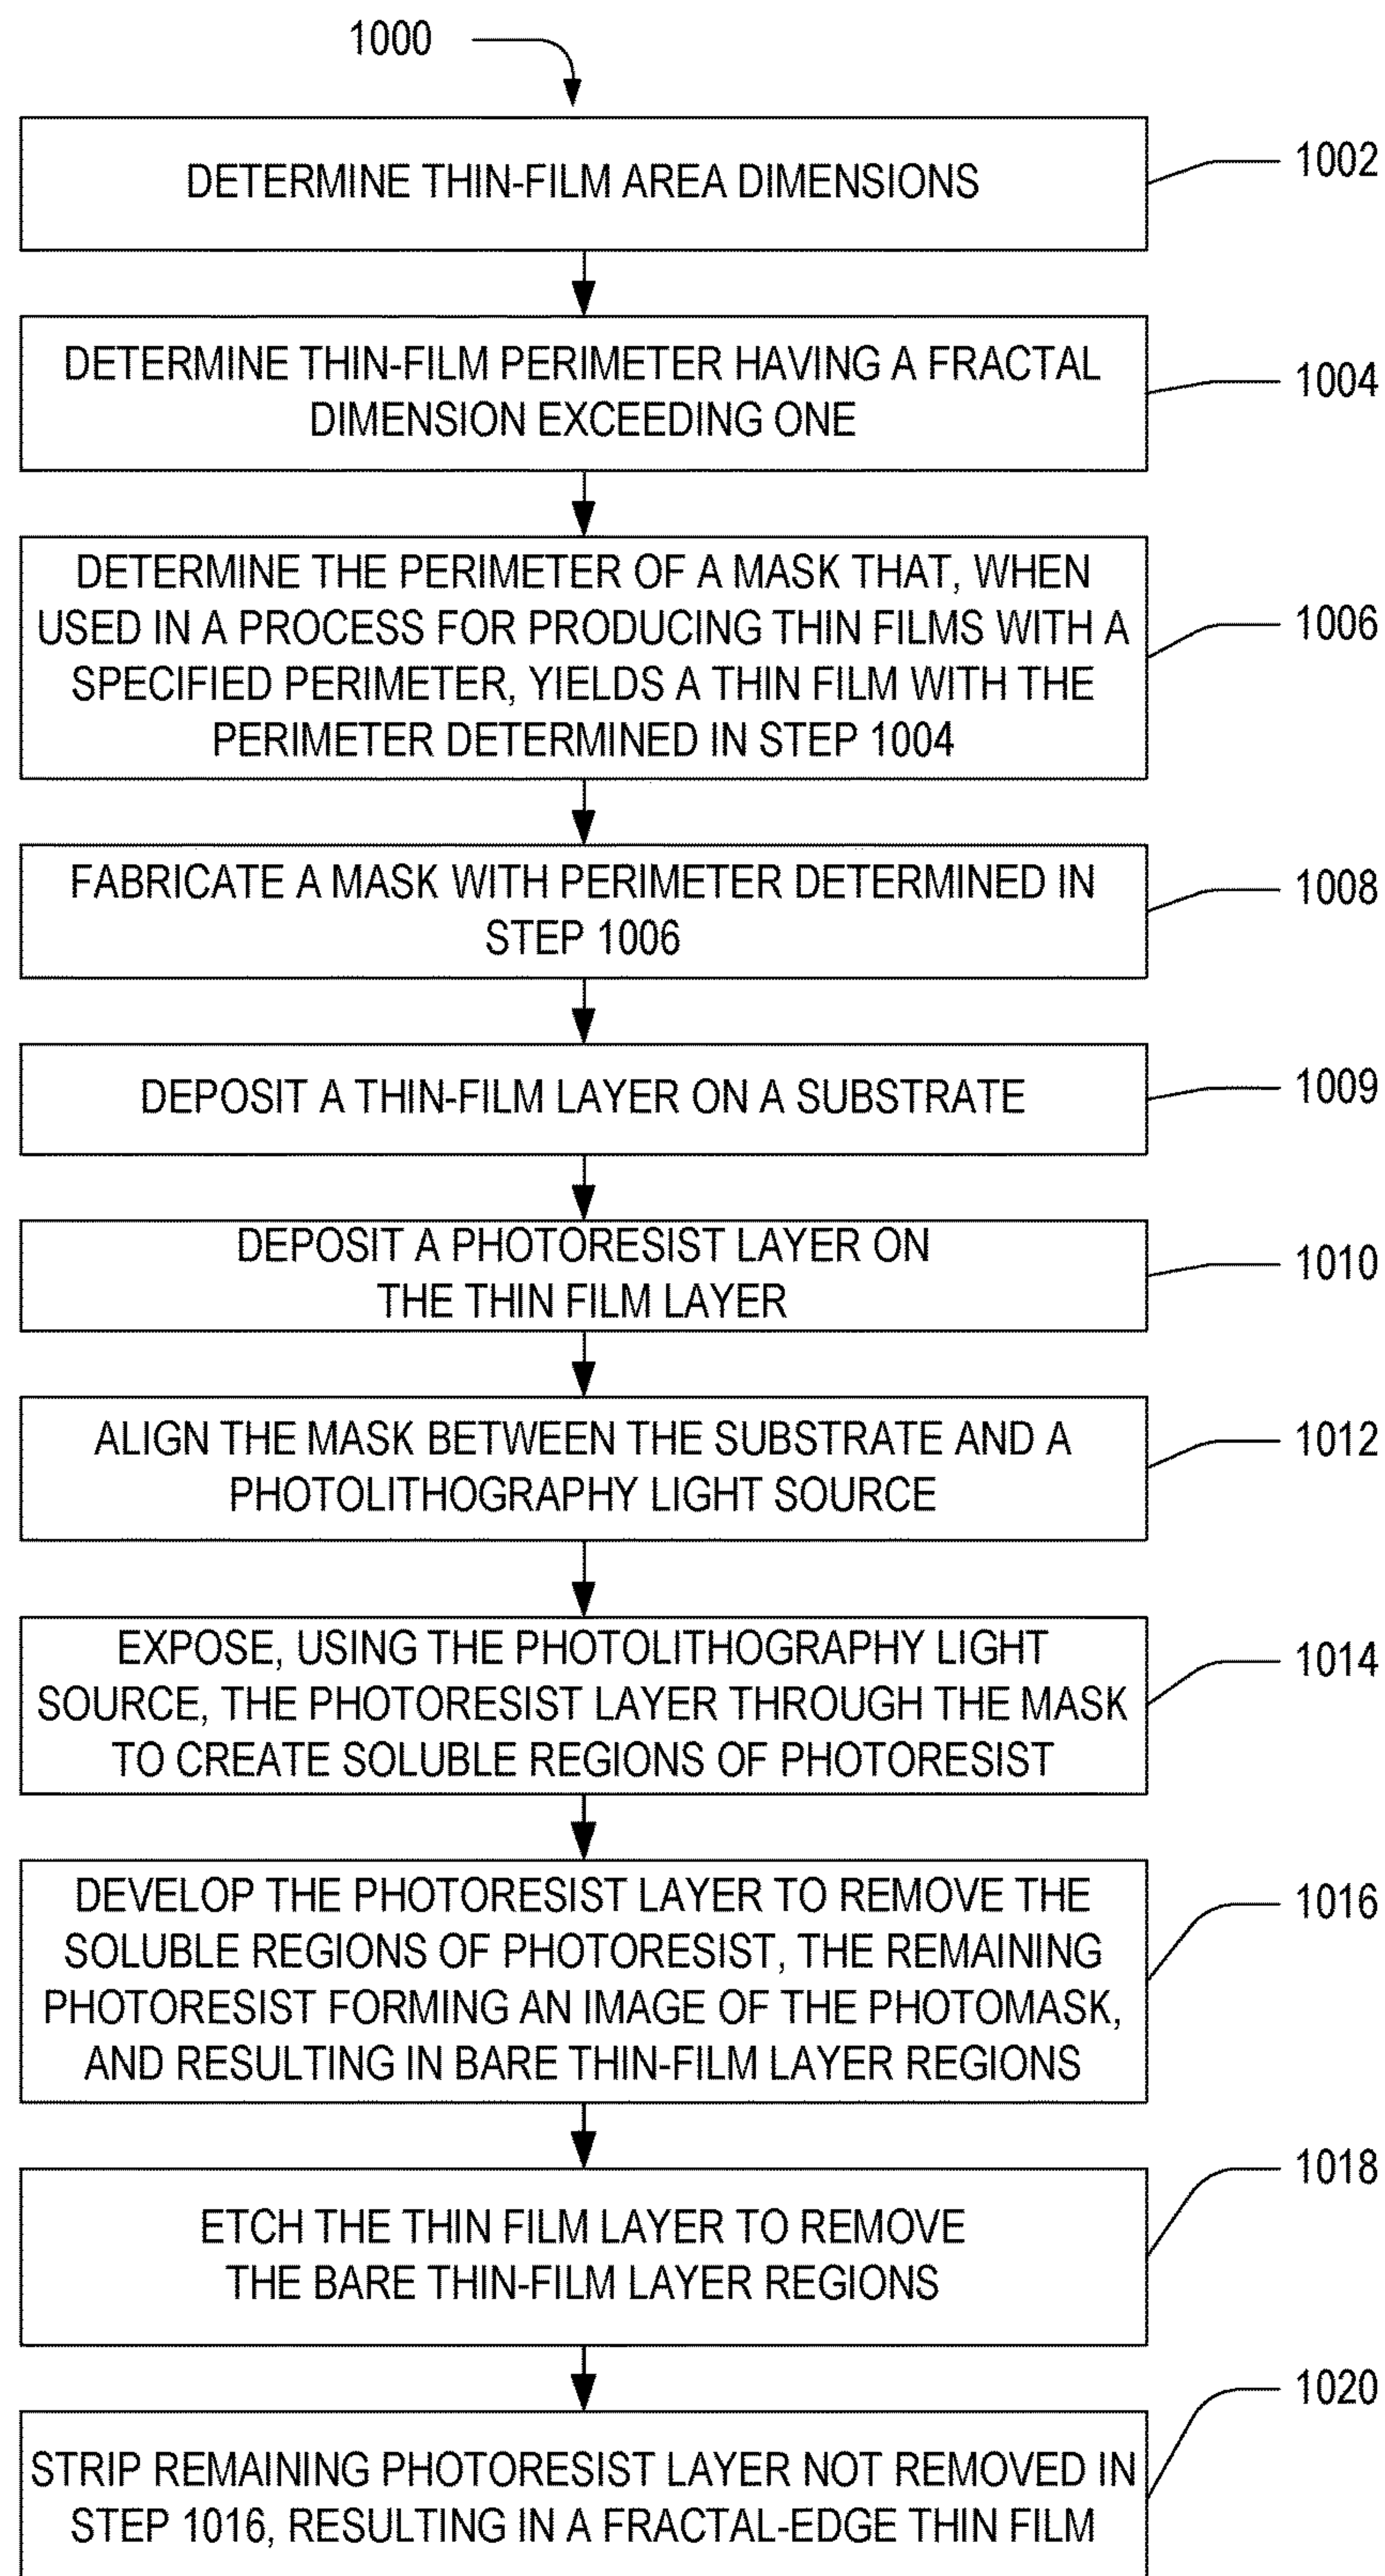 1000
DETERMINE THIN-FILM AREA DIMENSIONS
1002
DETERMINE THIN-FILM PERIMETER HAVING A FRACTAL
DIMENSION EXCEEDING ONE
1004
DETERMINE THE PERIMETER OF A MASK THAT, WHEN
USED IN A PROCESS FOR PRODUCING THIN FILMS WITH A
SPECIFIED PERIMETER, YIELDS A THIN FILM WITH THE
PERIMETER DETERMINED IN STEP 1004
1006
FABRICATE A MASK WITH PERIMETER DETERMINED IN
STEP 1006
1008
DEPOSIT A THIN-FILM LAYER ON A SUBSTRATE
1009
DEPOSIT A PHOTORESIST LAYER ON
THE THIN FILM LAYER
1010
ALIGN THE MASK BETWEEN THE SUBSTRATE AND A
PHOTOLITHOGRAPHY LIGHT SOURCE
1012
EXPOSE, USING THE PHOTOLITHOGRAPHY LIGHT
SOURCE, THE PHOTORESIST LAYER THROUGH THE MASK
TO CREATE SOLUBLE REGIONS OF PHOTORESIST
1014
DEVELOP THE PHOTORESIST LAYER TO REMOVE THE
SOLUBLE REGIONS OF PHOTORESIST, THE REMAINING
PHOTORESIST FORMING AN IMAGE OF THE PHOTOMASK,
AND RESULTING IN BARE THIN-FILM LAYER REGIONS
1016
ETCH THE THIN FILM LAYER TO REMOVE
THE BARE THIN-FILM LAYER REGIONS
1018
STRIP REMAINING PHOTORESIST LAYER NOT REMOVED IN
STEP 1016, RESULTING IN A FRACTAL-EDGE THIN FILM
1020